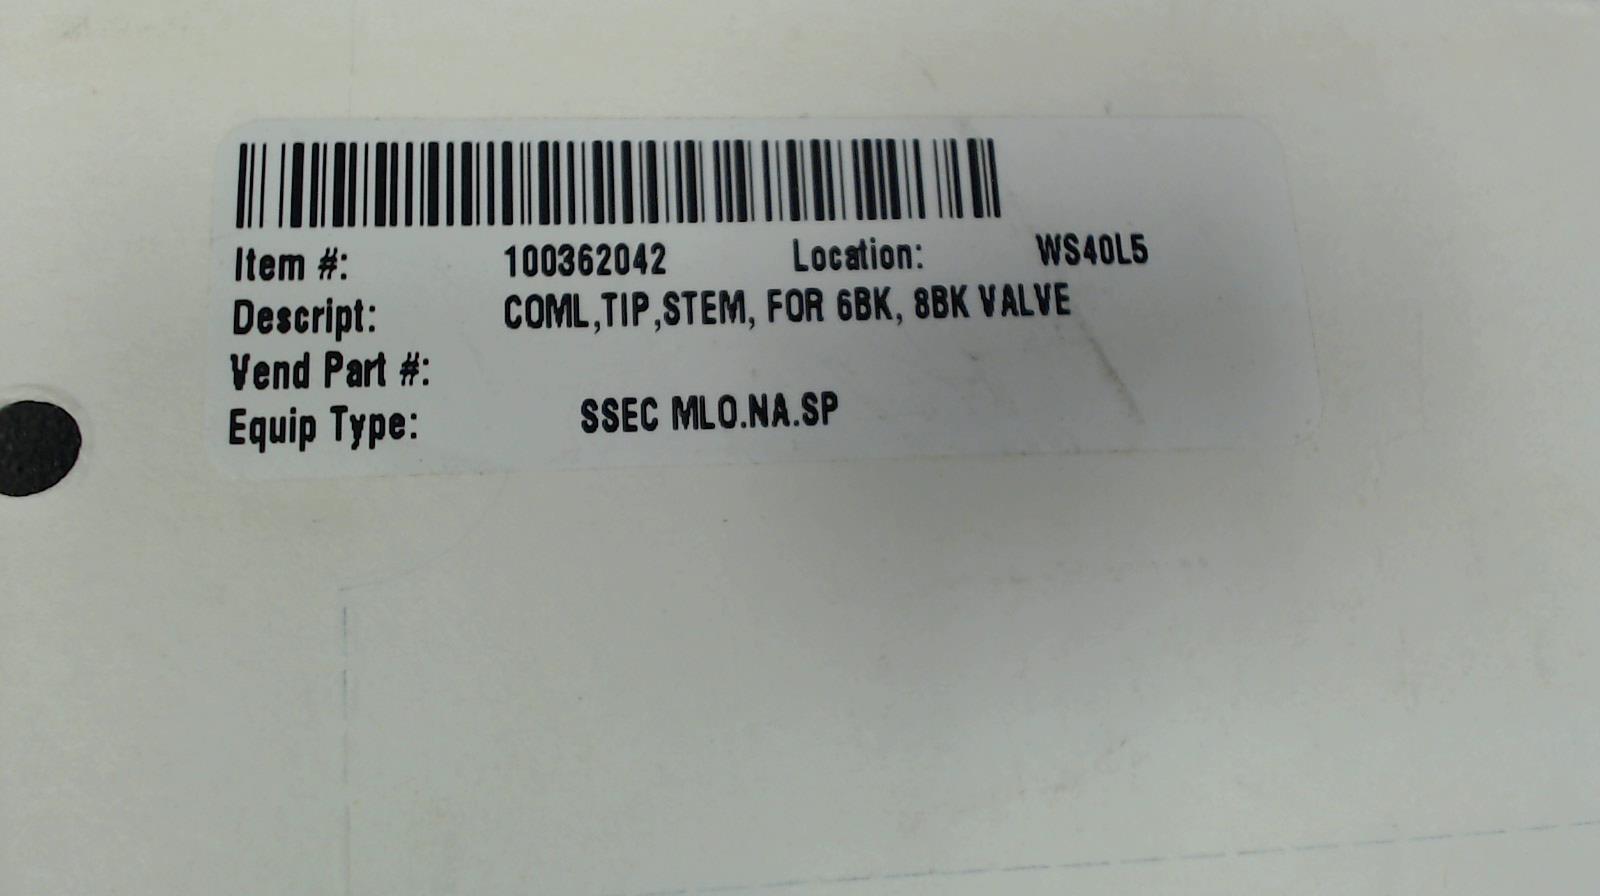 Item #: 100362042 Location: WS40L5
Descript: COML,TIP,STEM, FOR 6BK, 8BK VALVE
Vend Part #:
Equip Type: SSEC MLO.NA.SP